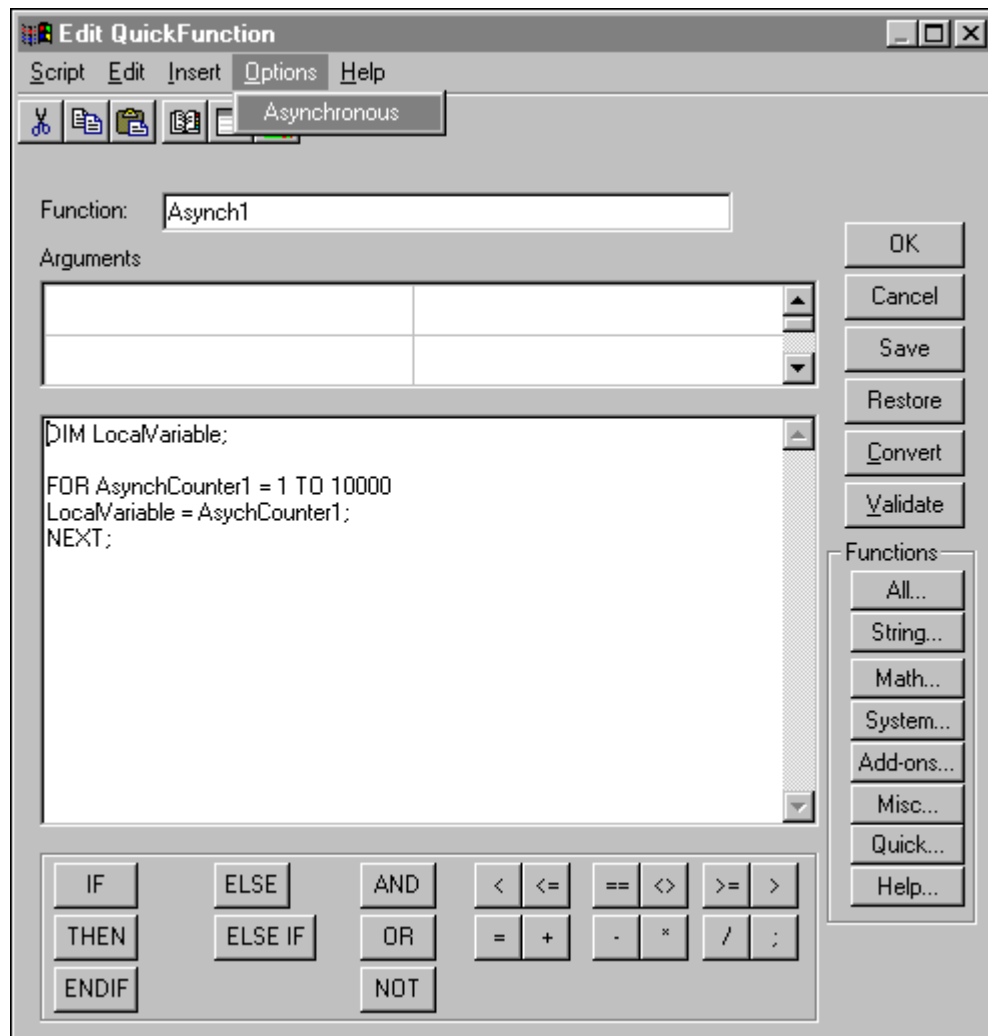 Edit QuickFunction
Script Edit Insert Options Help
Asynchronous
Function: Asynch1
Arguments
OK
Cancel
Save
Restore
Convert
Validate
DIM LocalVariable;
FOR AsynchCounter1 = 1 TO 10000
LocalVariable = AsychCounter1;
NEXT;
Functions
All...
String...
Math...
System...
Add-ons...
Misc...
Quick...
Help...
IF ELSE AND < <= == <> >= >
THEN ELSE IF OR = + - * / ;
ENDIF NOT